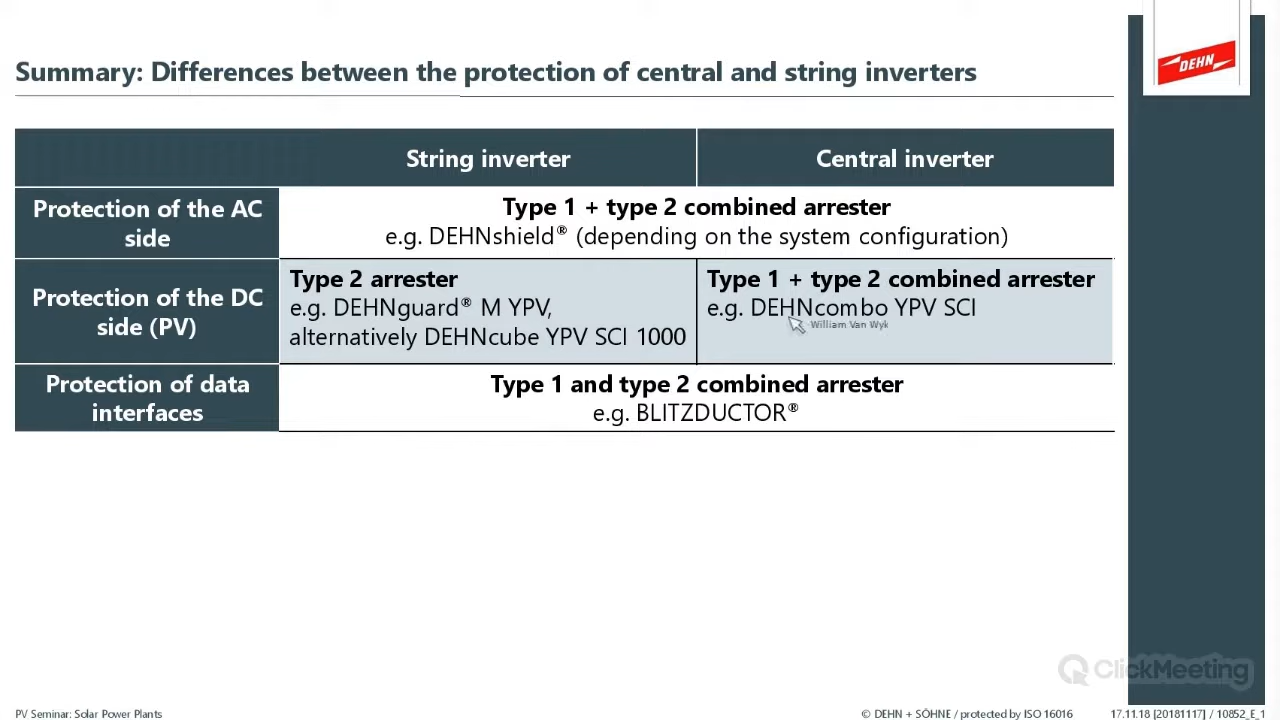 DEHN
Summary: Differences between the protection of central and string inverters
String inverter
Central inverter
Protection of the AC
side
Type 1 + type 2 combined arrester
e.g. DEHNshield® (depending on the system configuration)
Protection of the DC
side (PV)
Type 2 arrester
e.g. DEHNguard® M YPV,
alternatively DEHNcube YPV SCI 1000
Type 1 + type 2 combined arrester
e.g. DEHNcombo YPV SCI
William Van Wyk
Protection of data
interfaces
Type 1 and type 2 combined arrester
e.g. BLITZDUCTOR®
ClickMeeting
PV Seminar: Solar Power Plants
© DEHN + SÖHNE / protected by ISO 16016
17.11.18 [20181117] / 10852_E_1